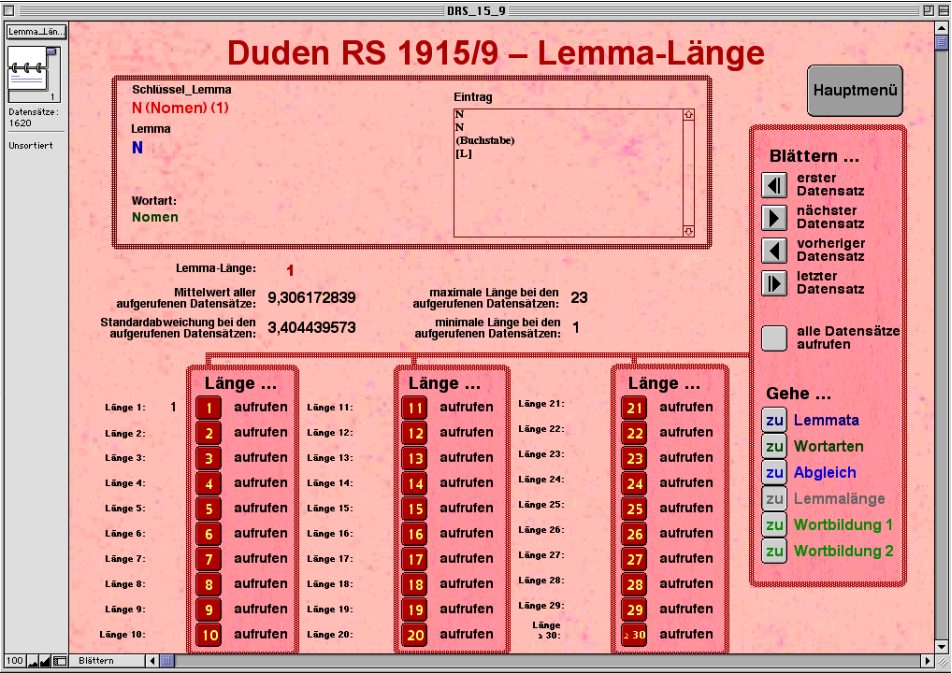 DRS_15_9
Lemma_Län...
1
Datensätze:
1620
Unsortiert
Duden RS 1915/9 – Lemma-Länge
Schlüssel_Lemma
N (Nomen) (1)
Lemma
N
Wortart:
Nomen
Eintrag
N
N
(Buchstabe)
[L]
Hauptmenü
Blättern ...
erster
Datensatz
nächster
Datensatz
vorheriger
Datensatz
letzter
Datensatz
alle Datensätze
aufrufen
Gehe ...
zu Lemmata
zu Wortarten
zu Abgleich
zu Lemmalänge
zu Wortbildung 1
zu Wortbildung 2
Lemma-Länge: 1
Mittelwert aller
aufgerufenen Datensätze: 9,306172839
maximale Länge bei den
aufgerufenen Datensätzen: 23
Standardabweichung bei den
aufgerufenen Datensätzen: 3,404439573
minimale Länge bei den
aufgerufenen Datensätzen: 1
Länge ...
Länge 1: 1 1 aufrufen
Länge 2: 2 aufrufen
Länge 3: 3 aufrufen
Länge 4: 4 aufrufen
Länge 5: 5 aufrufen
Länge 6: 6 aufrufen
Länge 7: 7 aufrufen
Länge 8: 8 aufrufen
Länge 9: 9 aufrufen
Länge 10: 10 aufrufen
Länge ...
Länge 11: 11 aufrufen
Länge 12: 12 aufrufen
Länge 13: 13 aufrufen
Länge 14: 14 aufrufen
Länge 15: 15 aufrufen
Länge 16: 16 aufrufen
Länge 17: 17 aufrufen
Länge 18: 18 aufrufen
Länge 19: 19 aufrufen
Länge 20: 20 aufrufen
Länge ...
Länge 21: 21 aufrufen
Länge 22: 22 aufrufen
Länge 23: 23 aufrufen
Länge 24: 24 aufrufen
Länge 25: 25 aufrufen
Länge 26: 26 aufrufen
Länge 27: 27 aufrufen
Länge 28: 28 aufrufen
Länge 29: 29 aufrufen
Länge
≥ 30: ≥ 30 aufrufen
100 Blättern